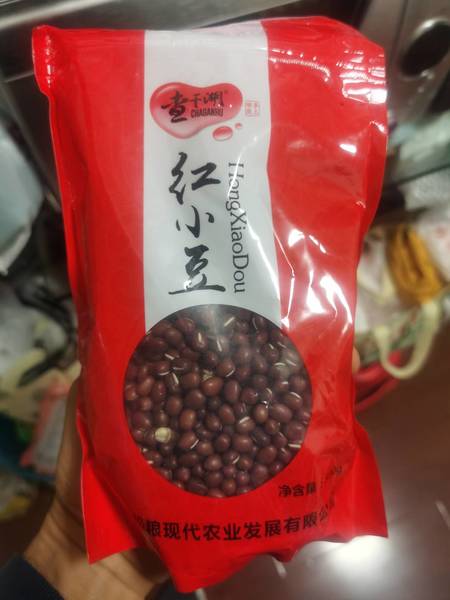 查干湖
CHAGANHU
红小豆
HongXiaoDou
净含量
粮现代农业发展有限公